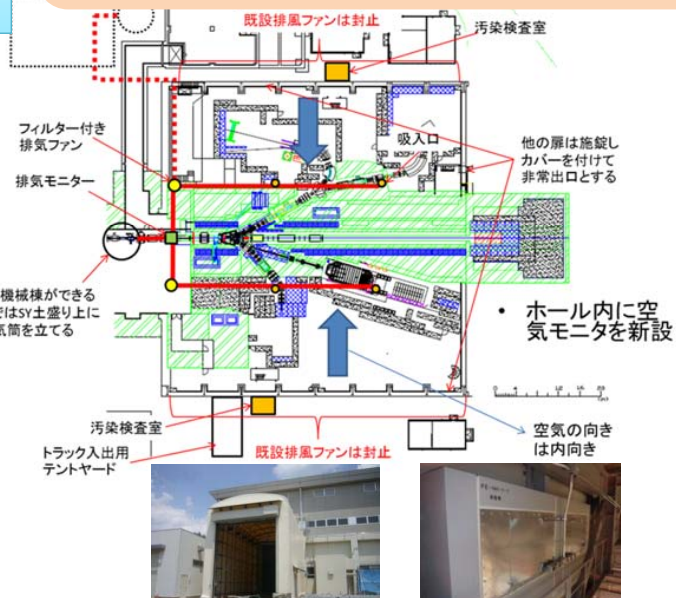 既設排風ファンは封止
汚染検査室
フィルター付き
排気ファン
排気モニター
吸入口
他の扉は施錠し
カバーを付けて
非常出口とする
機械棟ができる
ではSY土盛り上に
気筒を立てる
• ホール内に空
気モニタを新設
汚染検査室
トラック入出用
テントヤード
既設排風ファンは封止
空気の向き
は内向き